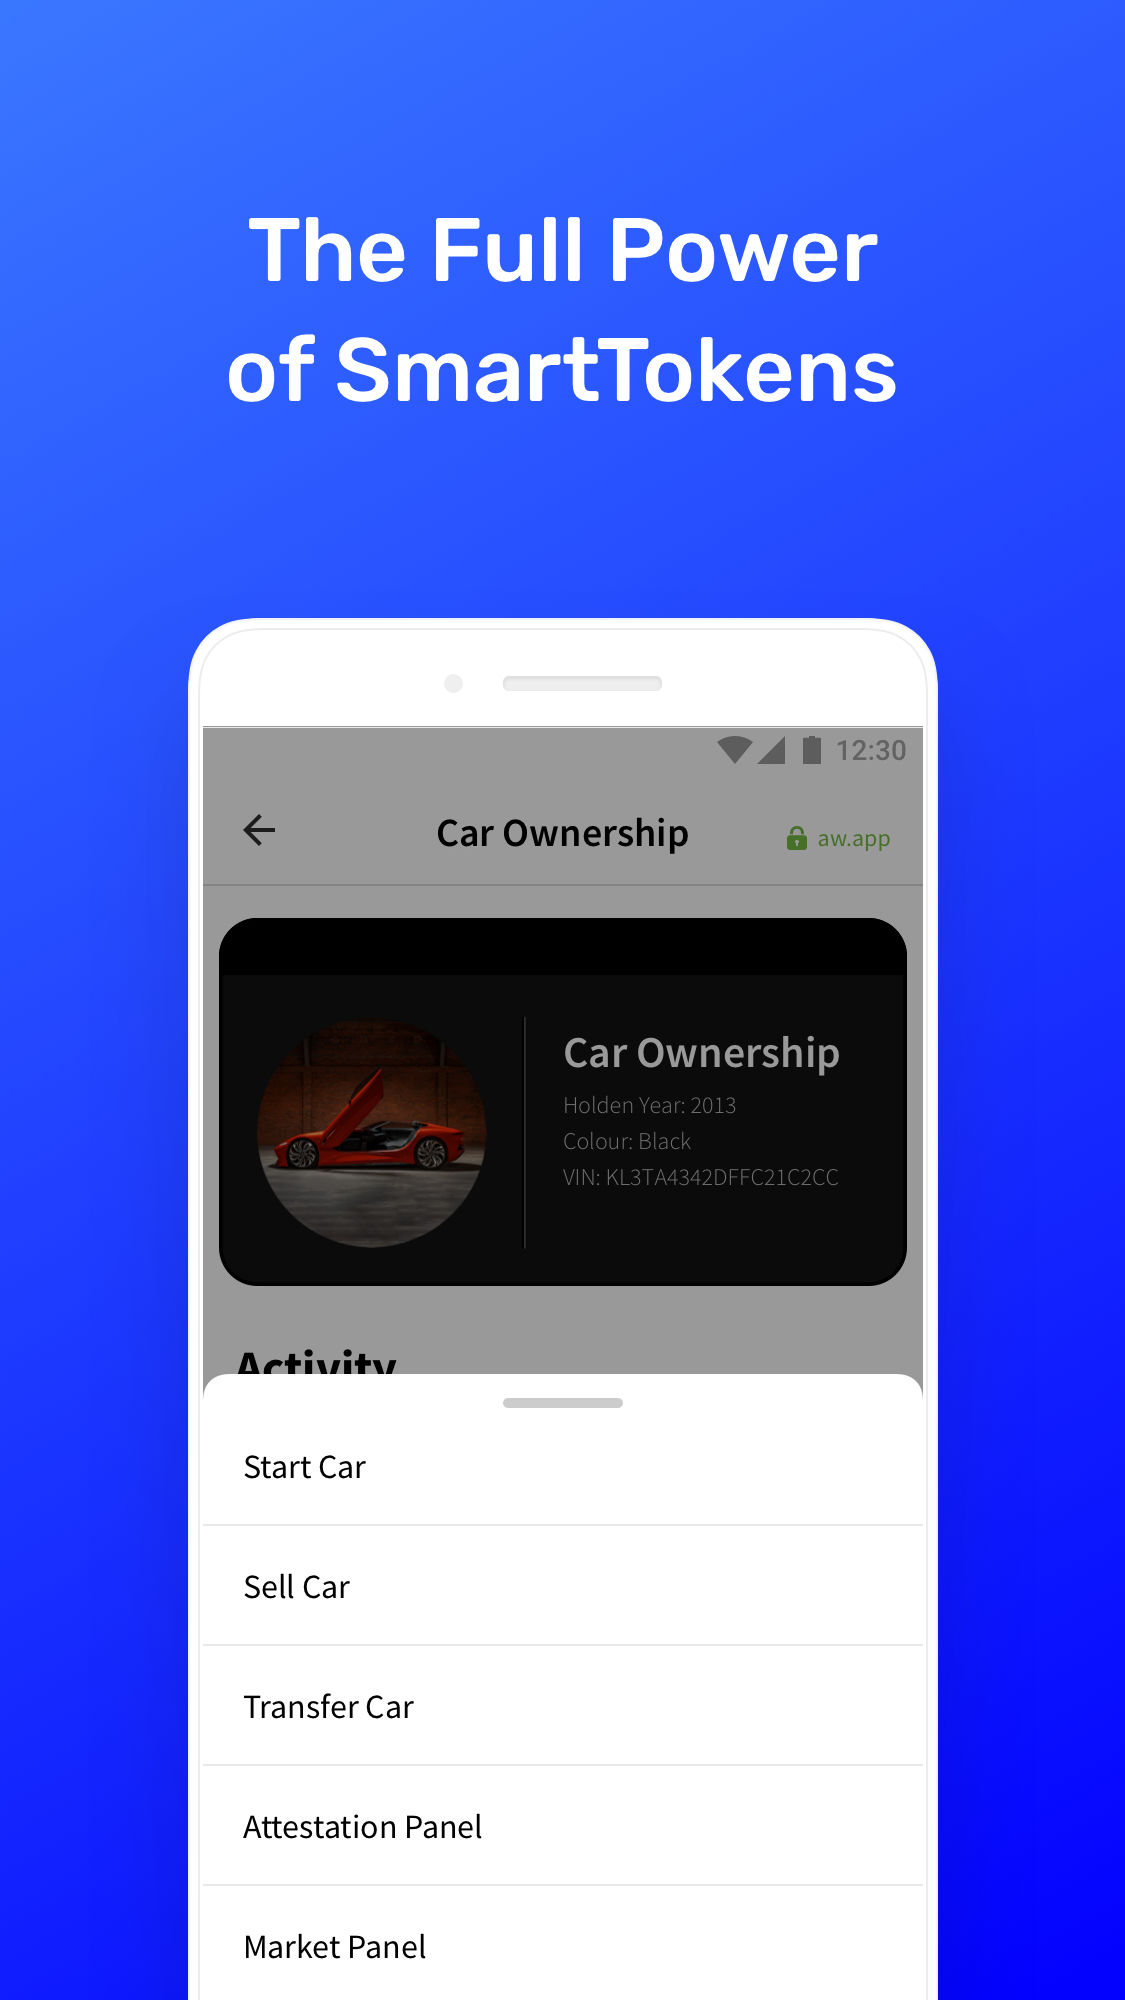 The Full Power
of SmartTokens
12:30
Car Ownership
aw.app
Car Ownership
Holden Year: 2013
Colour: Black
VIN: KL3TA4342DFFC21C2CC
Activity
Start Car
Sell Car
Transfer Car
Attestation Panel
Market Panel